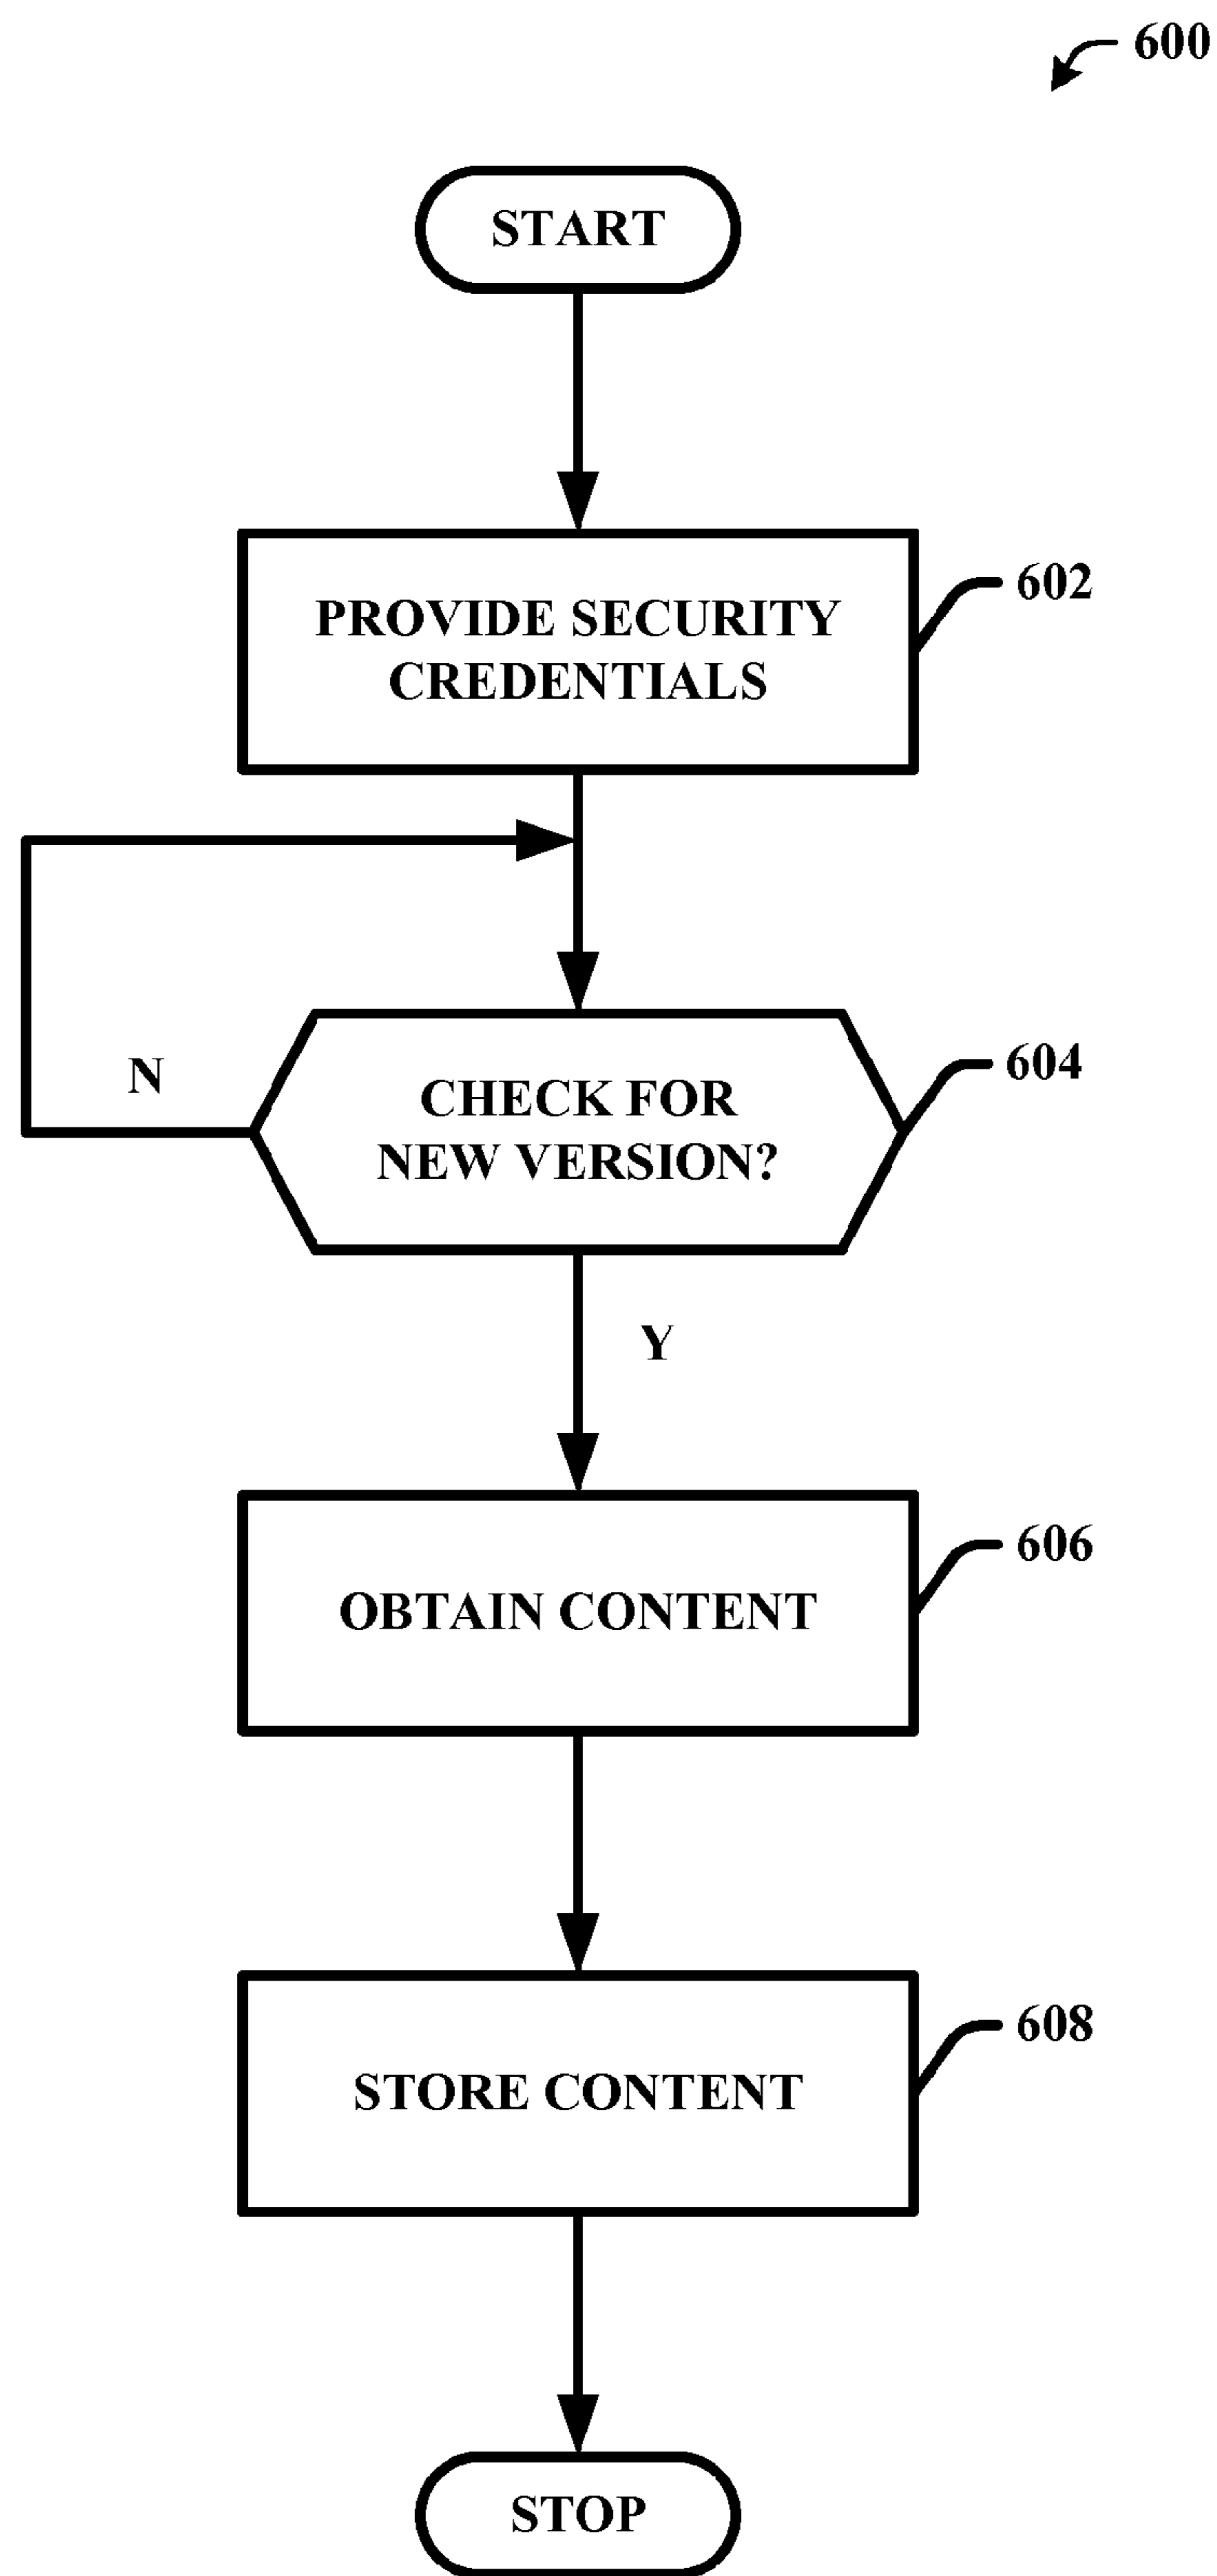 600
START
PROVIDE SECURITY
CREDENTIALS
602
N
CHECK FOR
NEW VERSION?
604
Y
OBTAIN CONTENT
606
STORE CONTENT
608
STOP